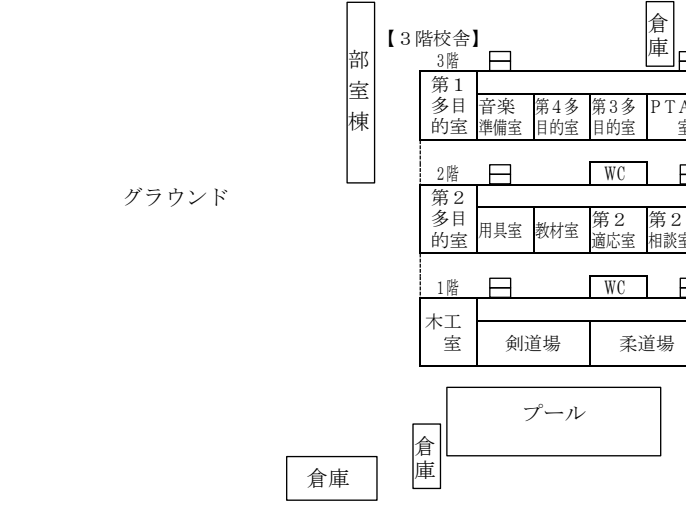 倉庫
部室棟
【３階校舎】
3階
第１多目的室
音楽準備室
第4多目的室
第3多目的室
ＰＴＡ室
2階
WC
グラウンド
第２多目的室
用具室
教材室
第２適応室
第２相談室
1階
WC
木工室
剣道場
柔道場
プール
倉庫
倉庫